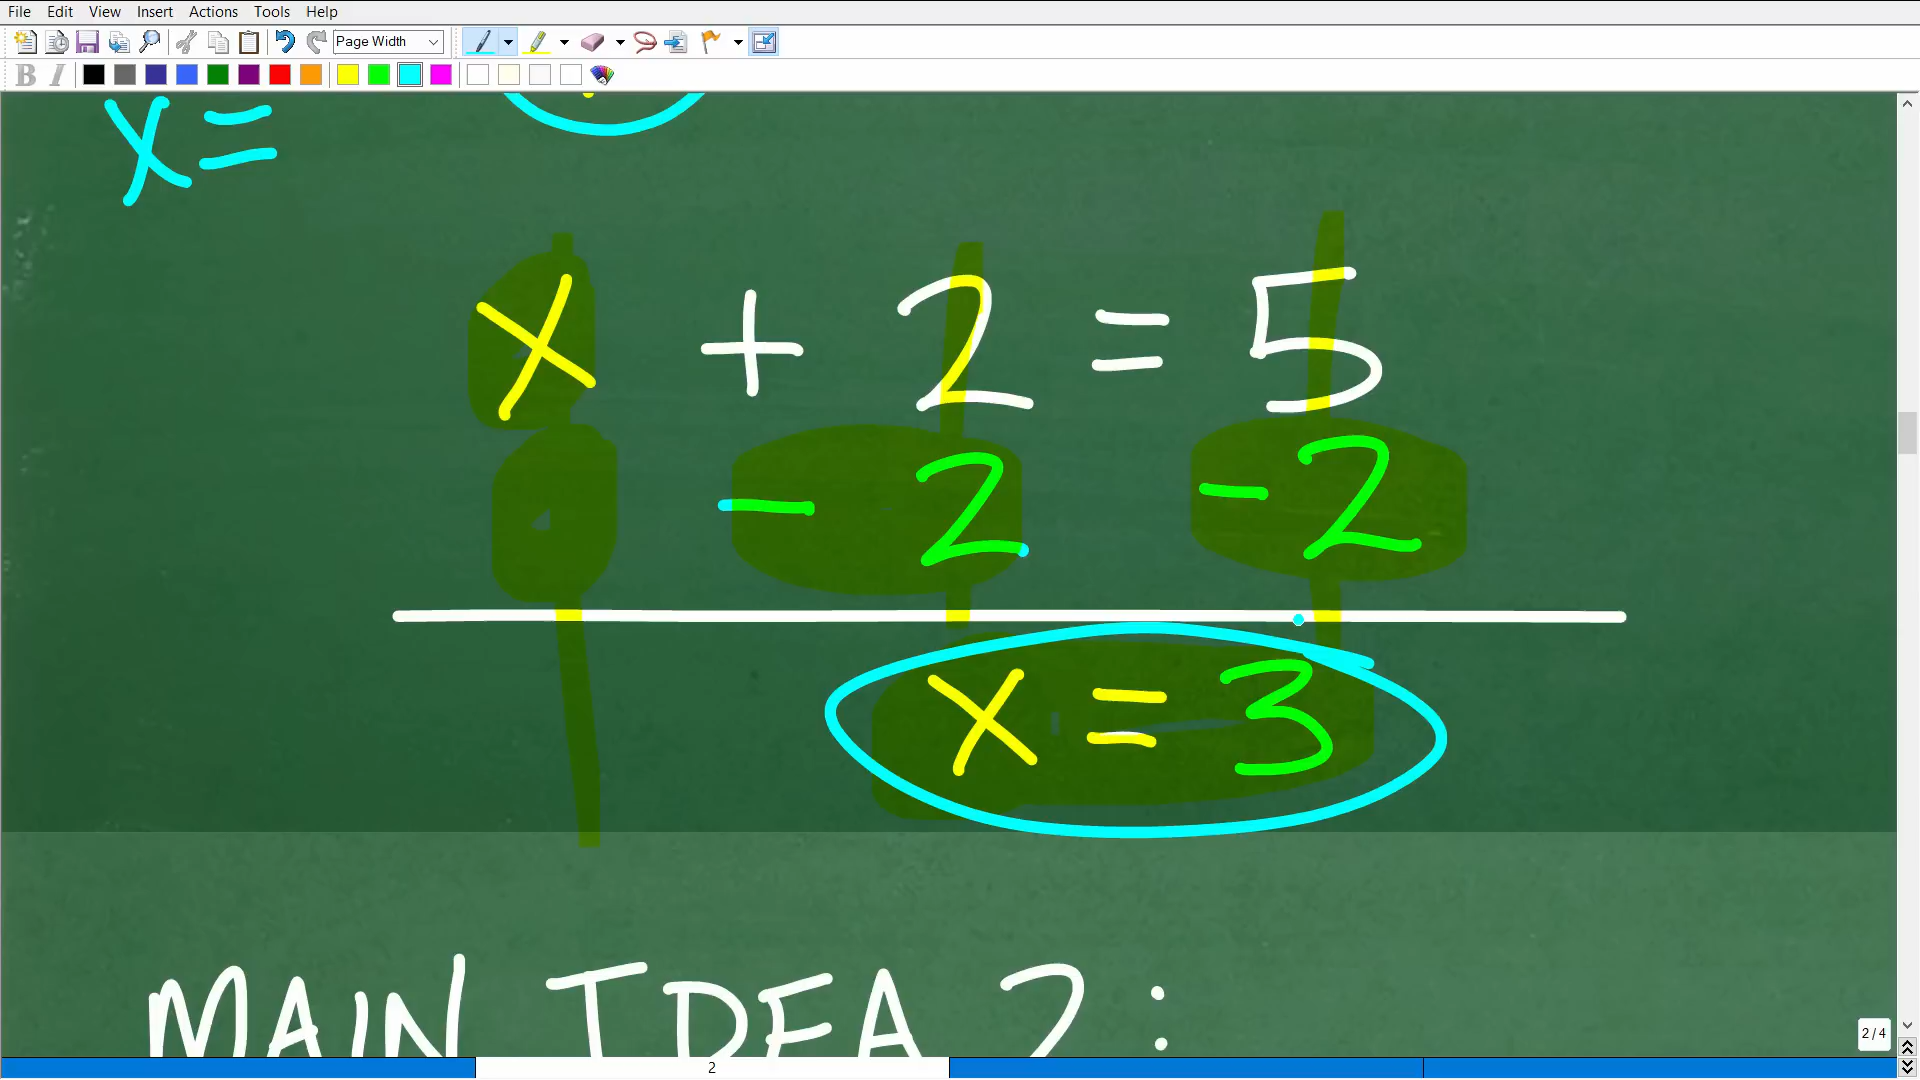 File Edit View Insert Actions Tools Help
Page Width
B I
X=
X + 2 = 5
- 2 - 2
X = 3
MAIN IDEA 2:
2 / 4
2